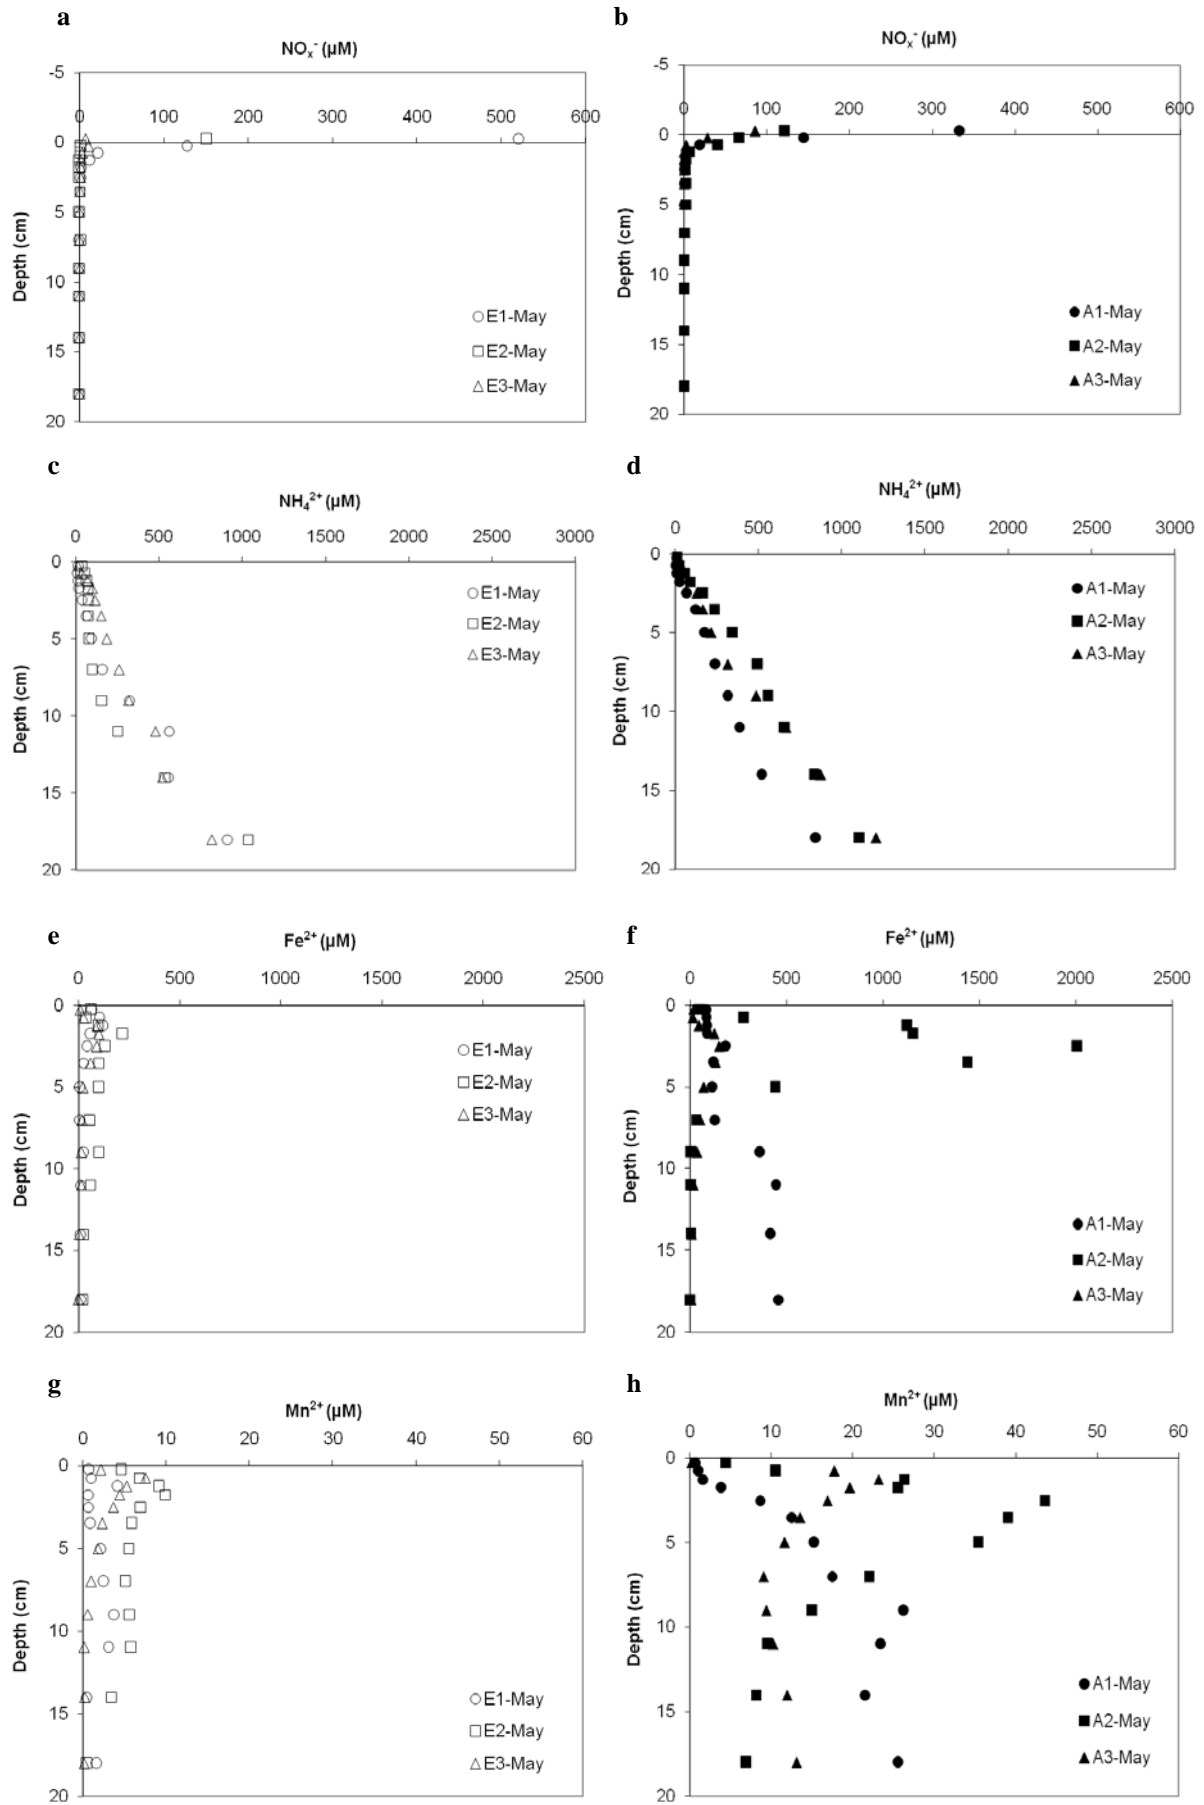 a
NOₓ⁻ (µM)
-5
0 100 200 300 400 500 600
0
5
10
15
20
Depth (cm)
E1-May
E2-May
E3-May
b
NOₓ⁻ (µM)
-5
0 100 200 300 400 500 600
0
5
10
15
20
Depth (cm)
A1-May
A2-May
A3-May
c
NH₄²⁺ (µM)
0 500 1000 1500 2000 2500 3000
0
5
10
15
20
Depth (cm)
E1-May
E2-May
E3-May
d
NH₄²⁺ (µM)
0 500 1000 1500 2000 2500 3000
0
5
10
15
20
Depth (cm)
A1-May
A2-May
A3-May
e
Fe²⁺ (µM)
0 500 1000 1500 2000 2500
0
5
10
15
20
Depth (cm)
E1-May
E2-May
E3-May
f
Fe²⁺ (µM)
0 500 1000 1500 2000 2500
0
5
10
15
20
Depth (cm)
A1-May
A2-May
A3-May
g
Mn²⁺ (µM)
0 10 20 30 40 50 60
0
5
10
15
20
Depth (cm)
E1-May
E2-May
E3-May
h
Mn²⁺ (µM)
0 10 20 30 40 50 60
0
5
10
15
20
Depth (cm)
A1-May
A2-May
A3-May